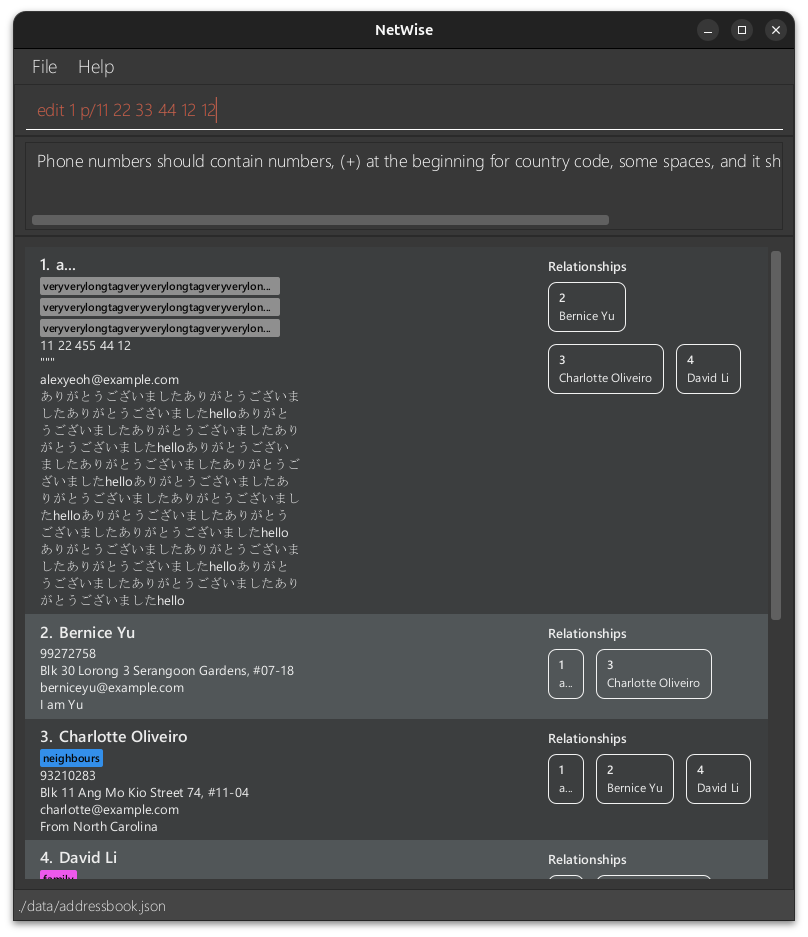 NetWise
File Help
edit 1 p/11 22 33 44 12 12
Phone numbers should contain numbers, (+) at the beginning for country code, some spaces, and it sh
1. a...
veryverylongtagveryverylongtagveryverylon...
veryverylongtagveryverylongtagveryverylon...
veryverylongtagveryverylongtagveryverylon...
11 22 455 44 12
"""
alexyeoh@example.com
ありがとうございましたありがとうございま
したありがとうございましたhelloありがと
うございましたありがとうございましたあり
がとうございましたhelloありがとうござい
ましたありがとうございましたありがとうご
ざいましたhelloありがとうございましたあ
りがとうございましたありがとうございまし
たhelloありがとうございましたありがとう
ございましたありがとうございましたhello
ありがとうございましたありがとうございま
したありがとうございましたhelloありがと
うございましたありがとうございましたあり
がとうございましたhello
Relationships
2
Bernice Yu
3
Charlotte Oliveiro
4
David Li
2. Bernice Yu
99272758
Blk 30 Lorong 3 Serangoon Gardens, #07-18
berniceyu@example.com
I am Yu
Relationships
1
a...
3
Charlotte Oliveiro
3. Charlotte Oliveiro
neighbours
93210283
Blk 11 Ang Mo Kio Street 74, #11-04
charlotte@example.com
From North Carolina
Relationships
1
a...
2
Bernice Yu
4
David Li
4. David Li
family
Relationships
./data/addressbook.json